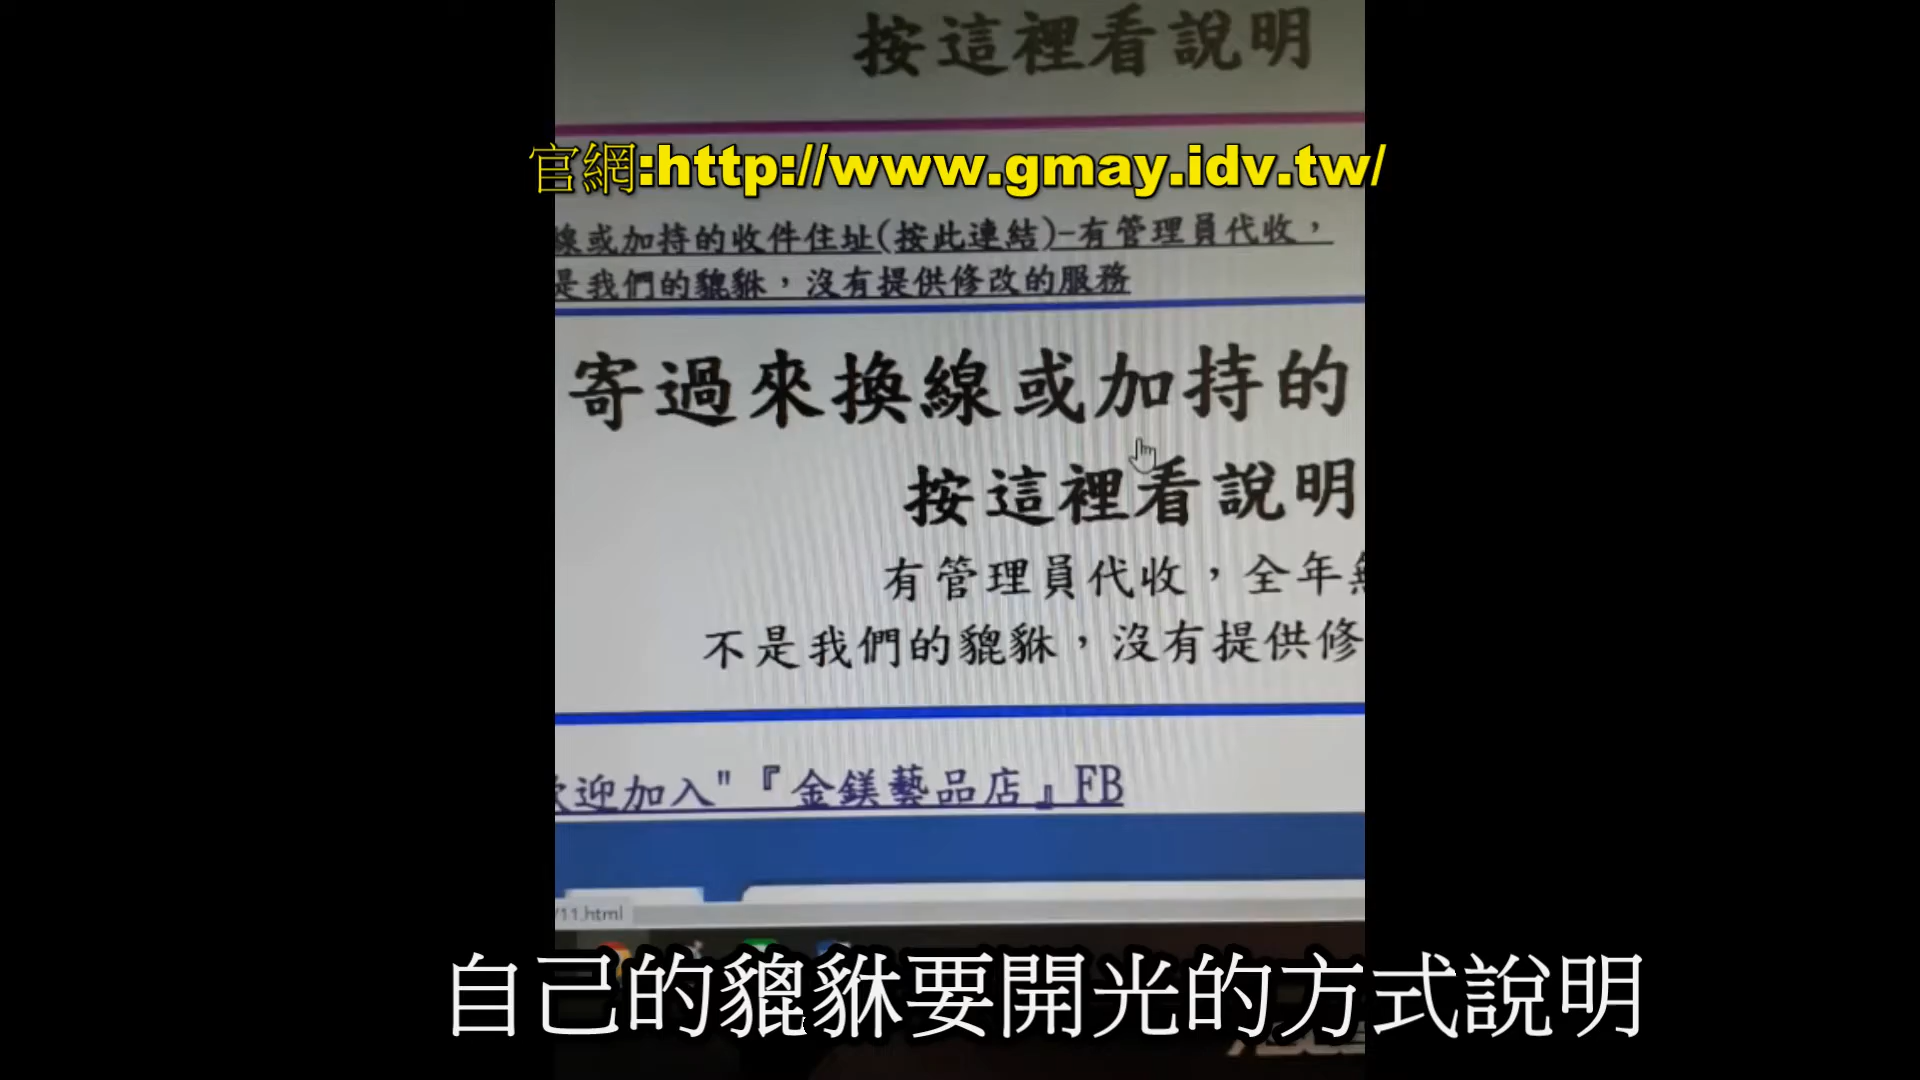 按這裡看說明
官網:http://www.gmay.idv.tw/
線或加持的收件住址(按此連結)-有管理員代收，
是我們的貔貅，沒有提供修改的服務
寄過來換線或加持的
按這裡看說明
有管理員代收，全年無
不是我們的貔貅，沒有提供修
迎加入"『金鎂藝品店』FB
/11.html
自己的貔貅要開光的方式說明